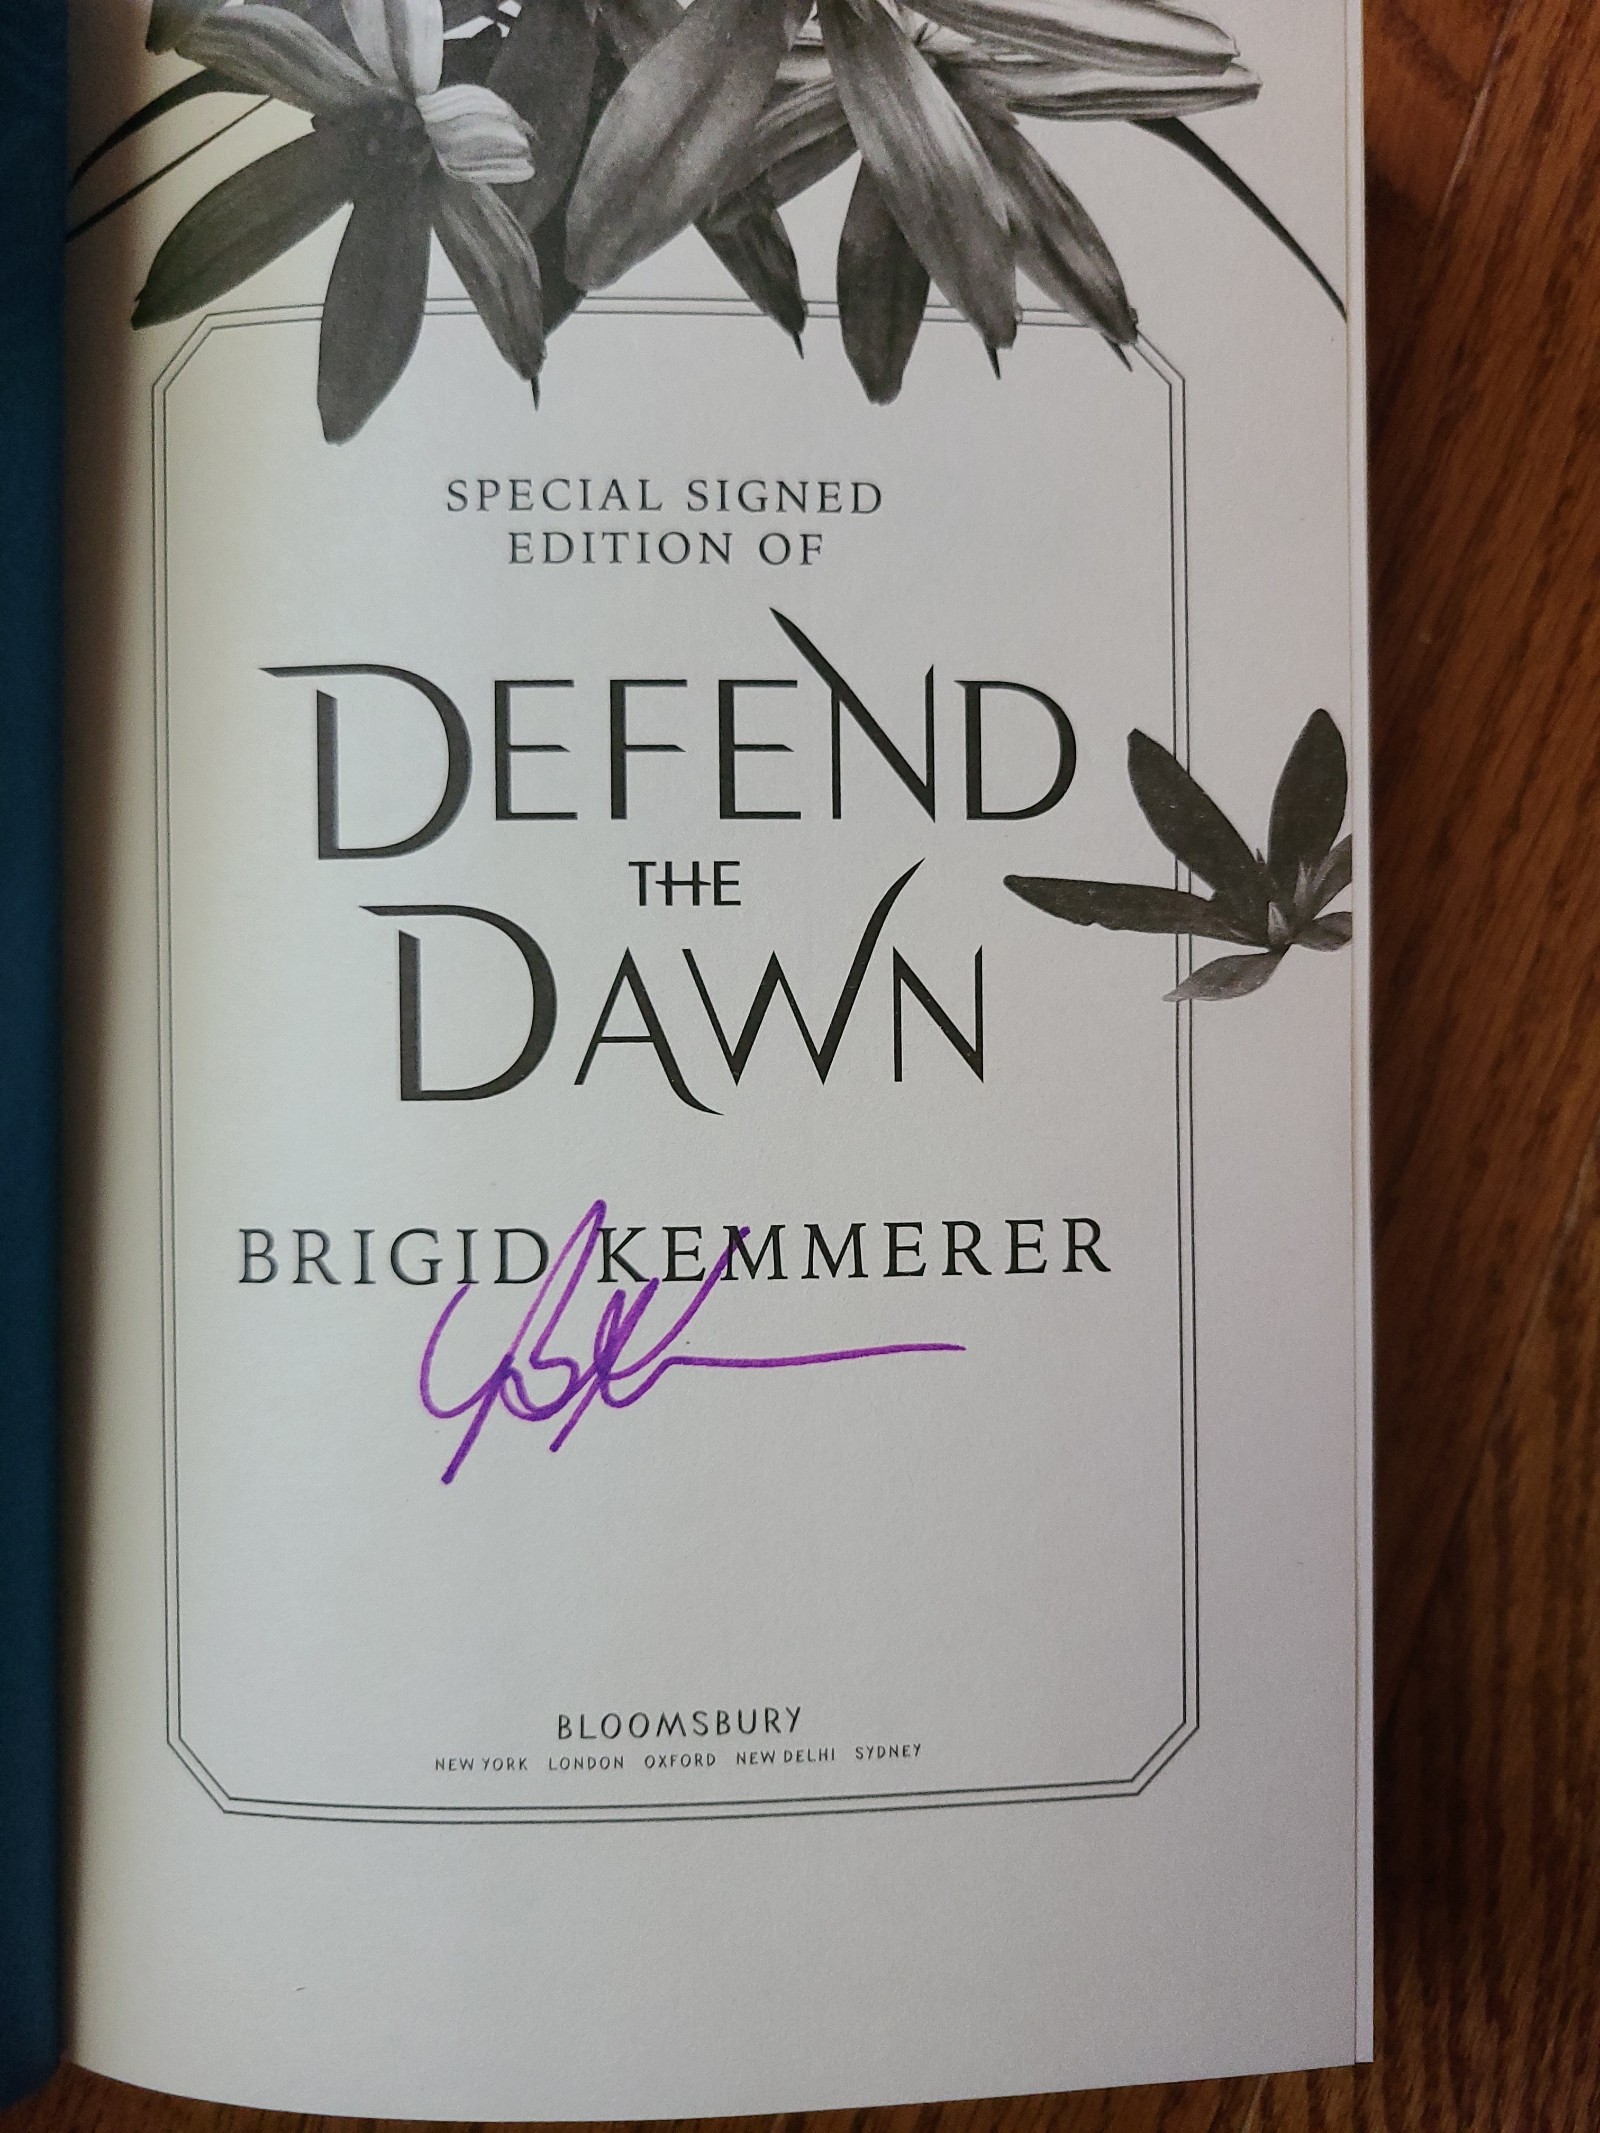 SPECIAL SIGNED
EDITION OF
DEFEND
THE
DAWN
BRIGID KEMMERER
BLOOMSBURY
NEW YORK LONDON OXFORD NEW DELHI SYDNEY